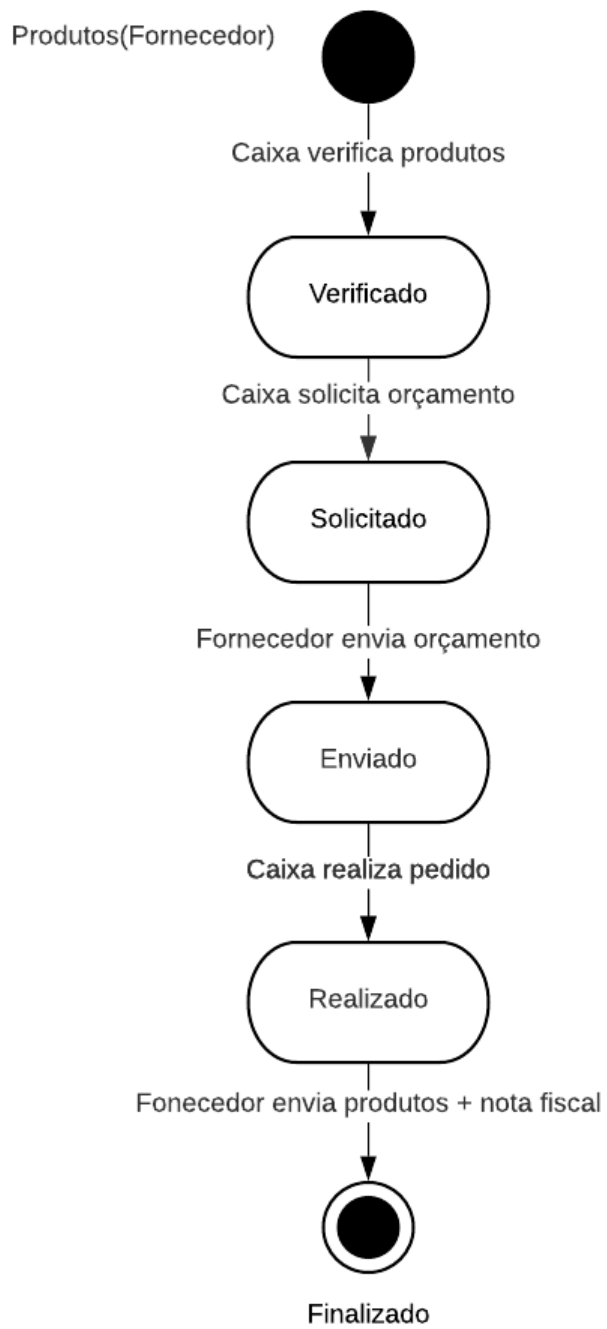 Produtos(Fornecedor)
Caixa verifica produtos
Verificado
Caixa solicita orçamento
Solicitado
Fornecedor envia orçamento
Enviado
Caixa realiza pedido
Realizado
Fonecedor envia produtos + nota fiscal
Finalizado